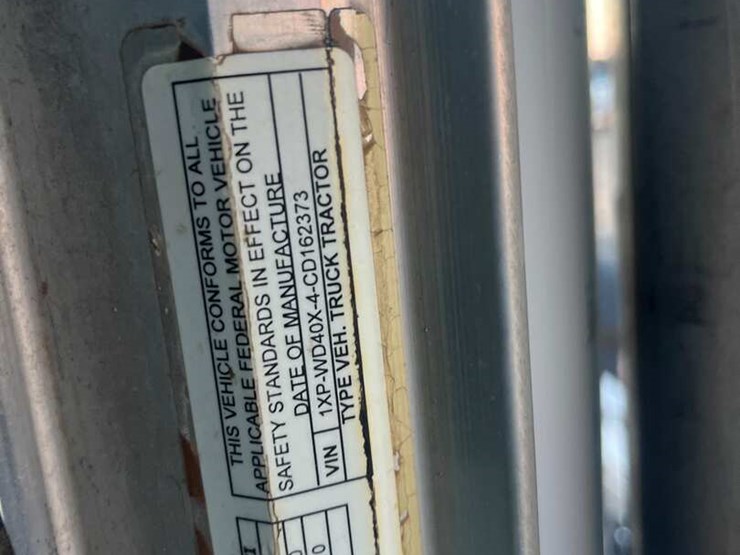 THIS VEHICLE CONFORMS TO ALL
APPLICABLE FEDERAL MOTOR VEHICLE
SAFETY STANDARDS IN EFFECT ON THE
DATE OF MANUFACTURE
VIN 1XP-WD40X-4-CD162373
TYPE VEH. TRUCK TRACTOR